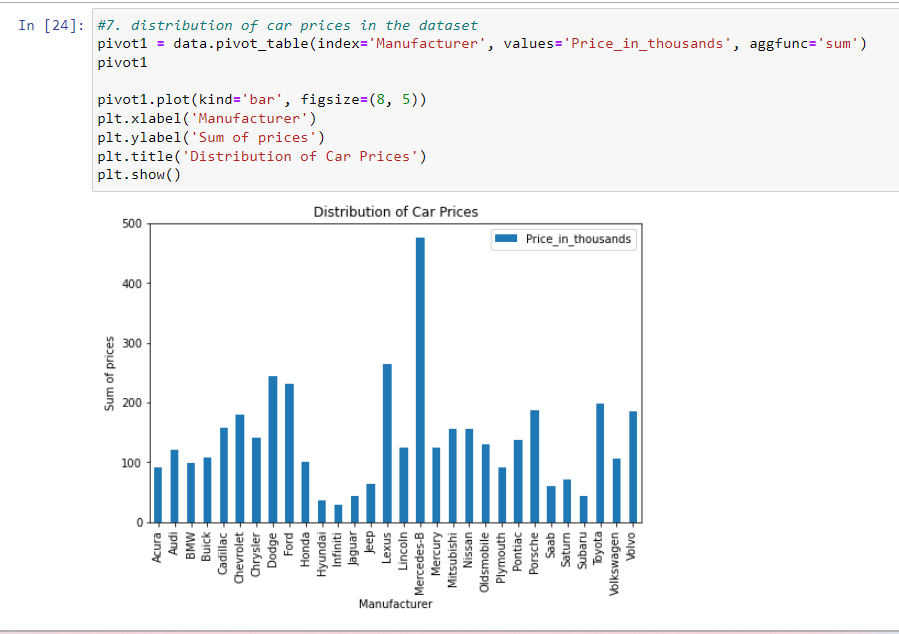 In [24]:
#7. distribution of car prices in the dataset
pivot1 = data.pivot_table(index='Manufacturer', values='Price_in_thousands', aggfunc='sum')
pivot1
pivot1.plot(kind='bar', figsize=(8, 5))
plt.xlabel('Manufacturer')
plt.ylabel('Sum of prices')
plt.title('Distribution of Car Prices')
plt.show()
Distribution of Car Prices
Price_in_thousands
500
400
300
200
100
0
Sum of prices
Acura
Audi
BMW
Buick
Cadillac
Chevrolet
Chrysler
Dodge
Ford
Honda
Hyundai
Infiniti
Jaguar
Jeep
Lexus
Lincoln
Mercedes-B
Mercury
Mitsubishi
Nissan
Oldsmobile
Plymouth
Pontiac
Porsche
Saab
Saturn
Subaru
Toyota
Volkswagen
Volvo
Manufacturer